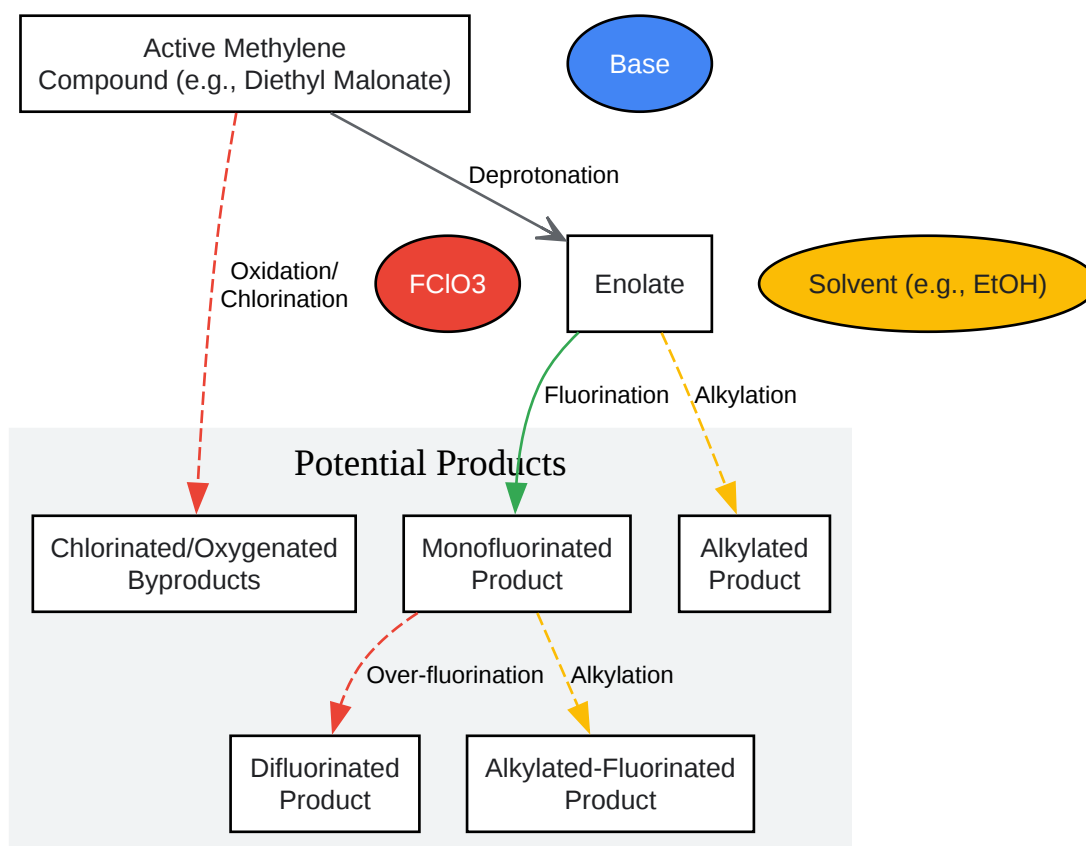 Active Methylene
Compound (e.g., Diethyl Malonate)
Base
Deprotonation
Oxidation/
Chlorination
FClO3
Enolate
Solvent (e.g., EtOH)
Fluorination
Alkylation
Potential Products
Chlorinated/Oxygenated
Byproducts
Monofluorinated
Product
Alkylated
Product
Over-fluorination
Alkylation
Difluorinated
Product
Alkylated-Fluorinated
Product